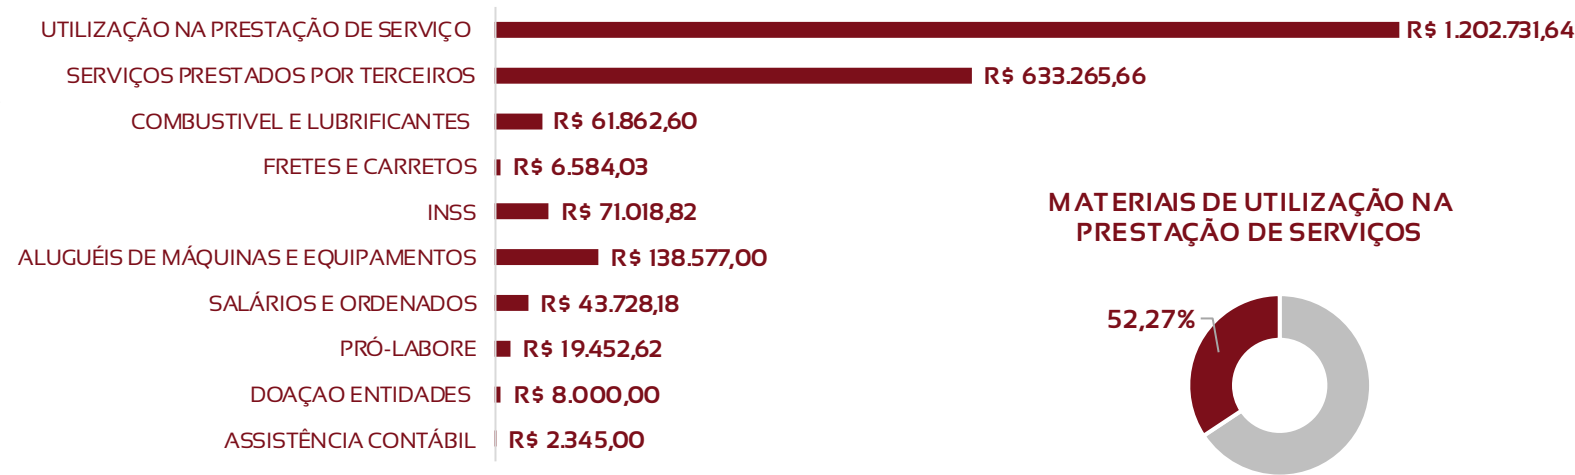 UTILIZAÇÃO NA PRESTAÇÃO DE SERVIÇO R$ 1.202.731,64
SERVIÇOS PRESTADOS POR TERCEIROS R$ 633.265,66
COMBUSTIVEL E LUBRIFICANTES R$ 61.862,60
FRETES E CARRETOS R$ 6.584,03
INSS R$ 71.018,82
ALUGUÉIS DE MÁQUINAS E EQUIPAMENTOS R$ 138.577,00
SALÁRIOS E ORDENADOS R$ 43.728,18
PRÓ-LABORE R$ 19.452,62
DOAÇAO ENTIDADES R$ 8.000,00
ASSISTÊNCIA CONTÁBIL R$ 2.345,00
MATERIAIS DE UTILIZAÇÃO NA
PRESTAÇÃO DE SERVIÇOS
52,27%